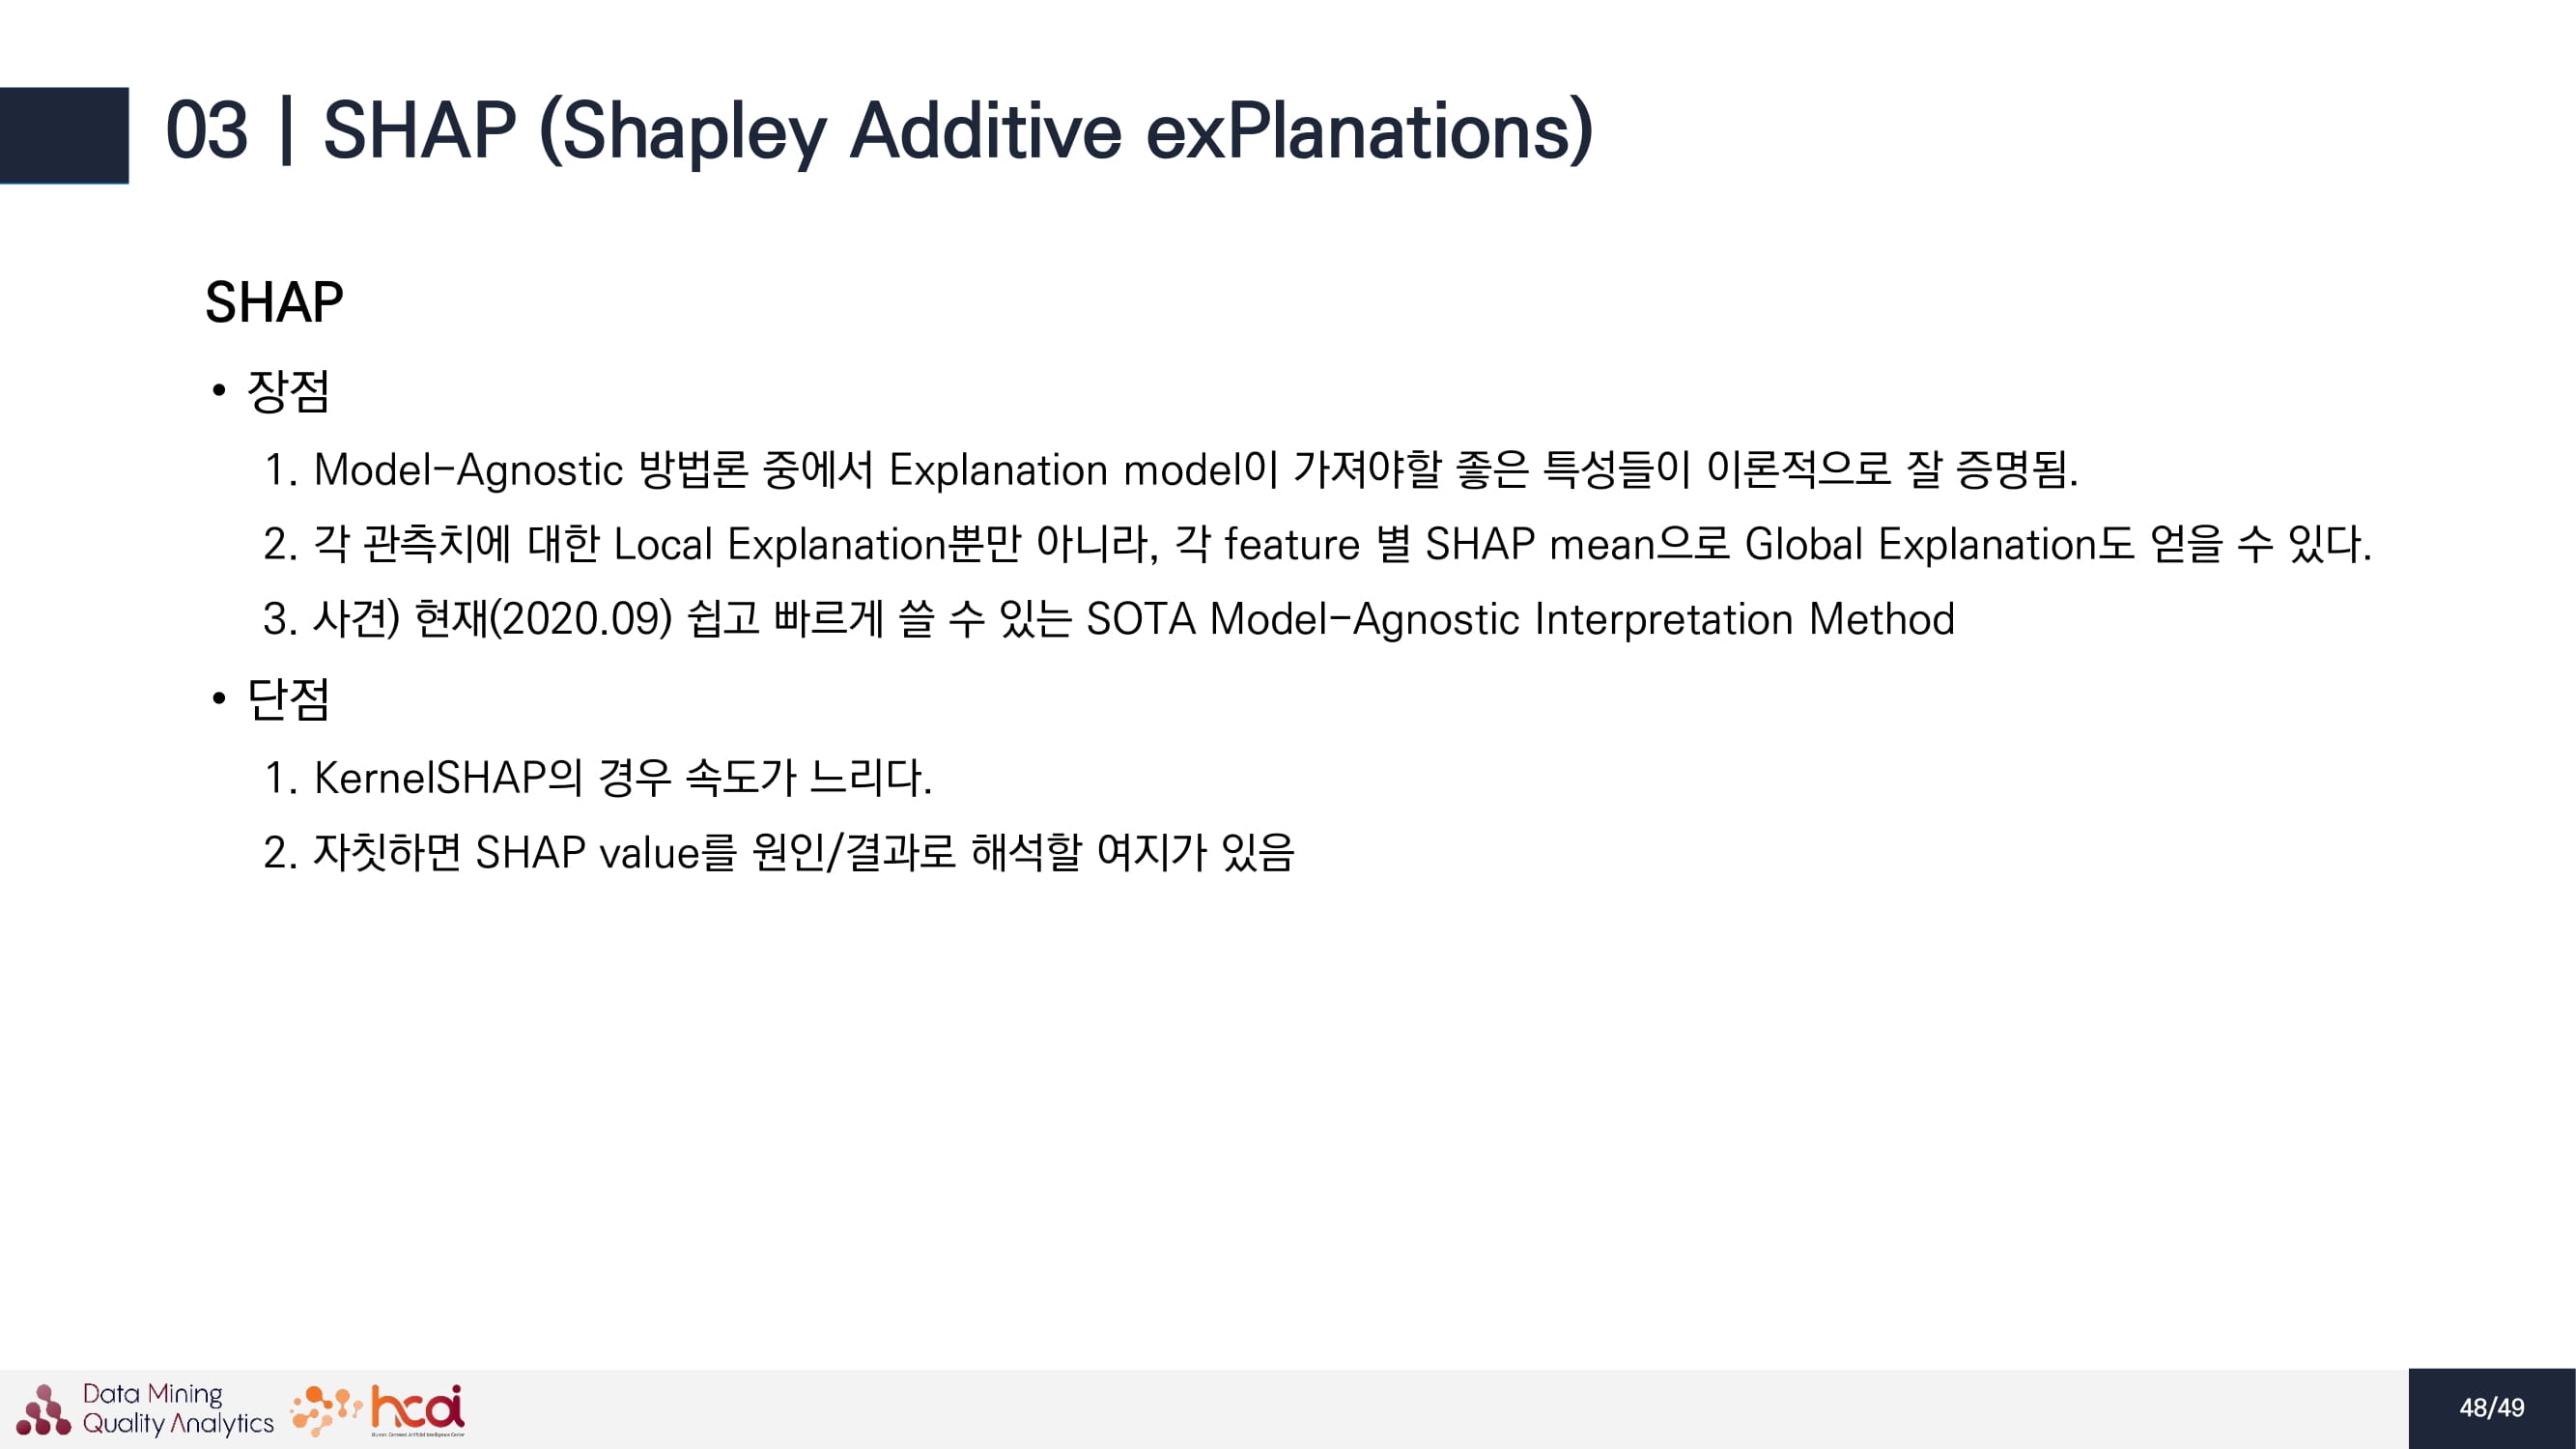 03 | SHAP (Shapley Additive exPlanations)
SHAP
• 장점
1. Model-Agnostic 방법론 중에서 Explanation model이 가져야할 좋은 특성들이 이론적으로 잘 증명됨.
2. 각 관측치에 대한 Local Explanation뿐만 아니라, 각 feature 별 SHAP mean으로 Global Explanation도 얻을 수 있다.
3. 사견) 현재(2020.09) 쉽고 빠르게 쓸 수 있는 SOTA Model-Agnostic Interpretation Method
• 단점
1. KernelSHAP의 경우 속도가 느리다.
2. 자칫하면 SHAP value를 원인/결과로 해석할 여지가 있음
Data Mining
Quality Analytics
hcai
48/49